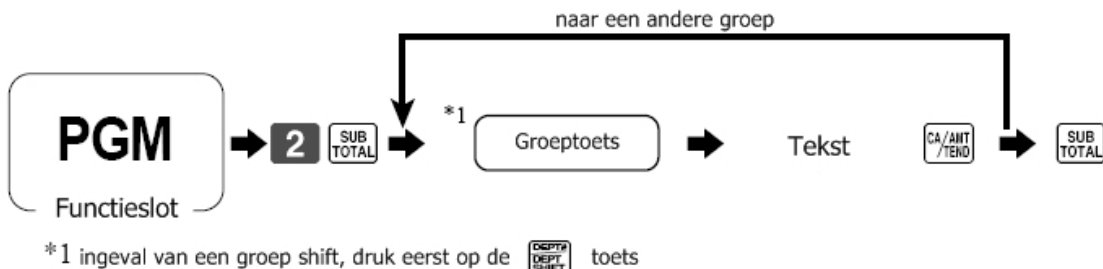 naar een andere groep
PGM
Functieslot
2
SUB
TOTAL
*1
Groeptoets
Tekst
CA/AMT
/TEND
SUB
TOTAL
*1 ingeval van een groep shift, druk eerst op de DEPT# DEPT SHIFT toets